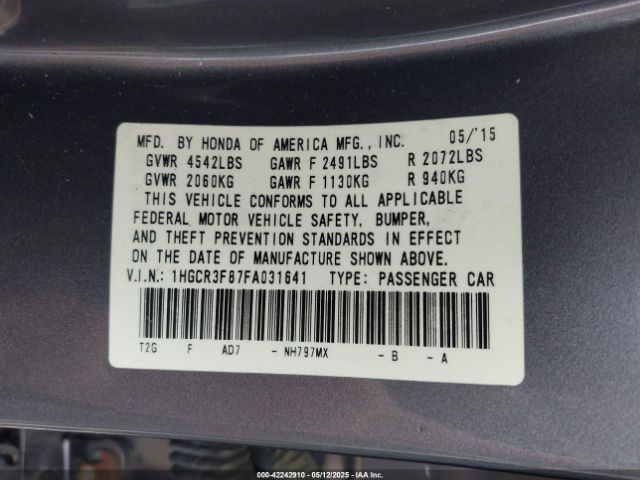 MFD. BY HONDA OF AMERICA MFG., INC. 05/'15
GVWR 4542LBS GAWR F 2491LBS R 2072LBS
GVWR 2060KG GAWR F 1130KG R 940KG
THIS VEHICLE CONFORMS TO ALL APPLICABLE
FEDERAL MOTOR VEHICLE SAFETY, BUMPER,
AND THEFT PREVENTION STANDARDS IN EFFECT
ON THE DATE OF MANUFACTURE SHOWN ABOVE.
V.I.N.: 1HGCR3F87FA031641 TYPE: PASSENGER CAR
T2G F AD7 - NH797MX - B - A
000-42242910 - 05/12/2025 - IAAI.COM